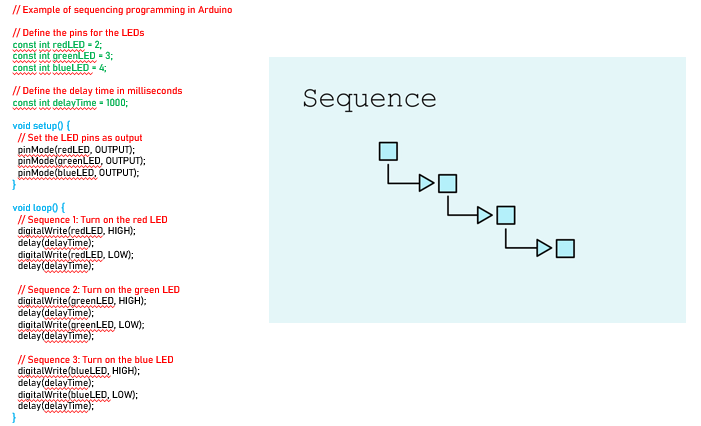 // Example of sequencing programming in Arduino
// Define the pins for the LEDs
const int redLED = 2;
const int greenLED = 3;
const int blueLED = 4;
// Define the delay time in milliseconds
const int delayTime = 1000;
void setup() {
// Set the LED pins as output
pinMode(redLED, OUTPUT);
pinMode(greenLED, OUTPUT);
pinMode(blueLED, OUTPUT);
}
void loop() {
// Sequence 1: Turn on the red LED
digitalWrite(redLED, HIGH);
delay(delayTime);
digitalWrite(redLED, LOW);
delay(delayTime);
// Sequence 2: Turn on the green LED
digitalWrite(greenLED, HIGH);
delay(delayTime);
digitalWrite(greenLED, LOW);
delay(delayTime);
// Sequence 3: Turn on the blue LED
digitalWrite(blueLED, HIGH);
delay(delayTime);
digitalWrite(blueLED, LOW);
delay(delayTime);
}
Sequence